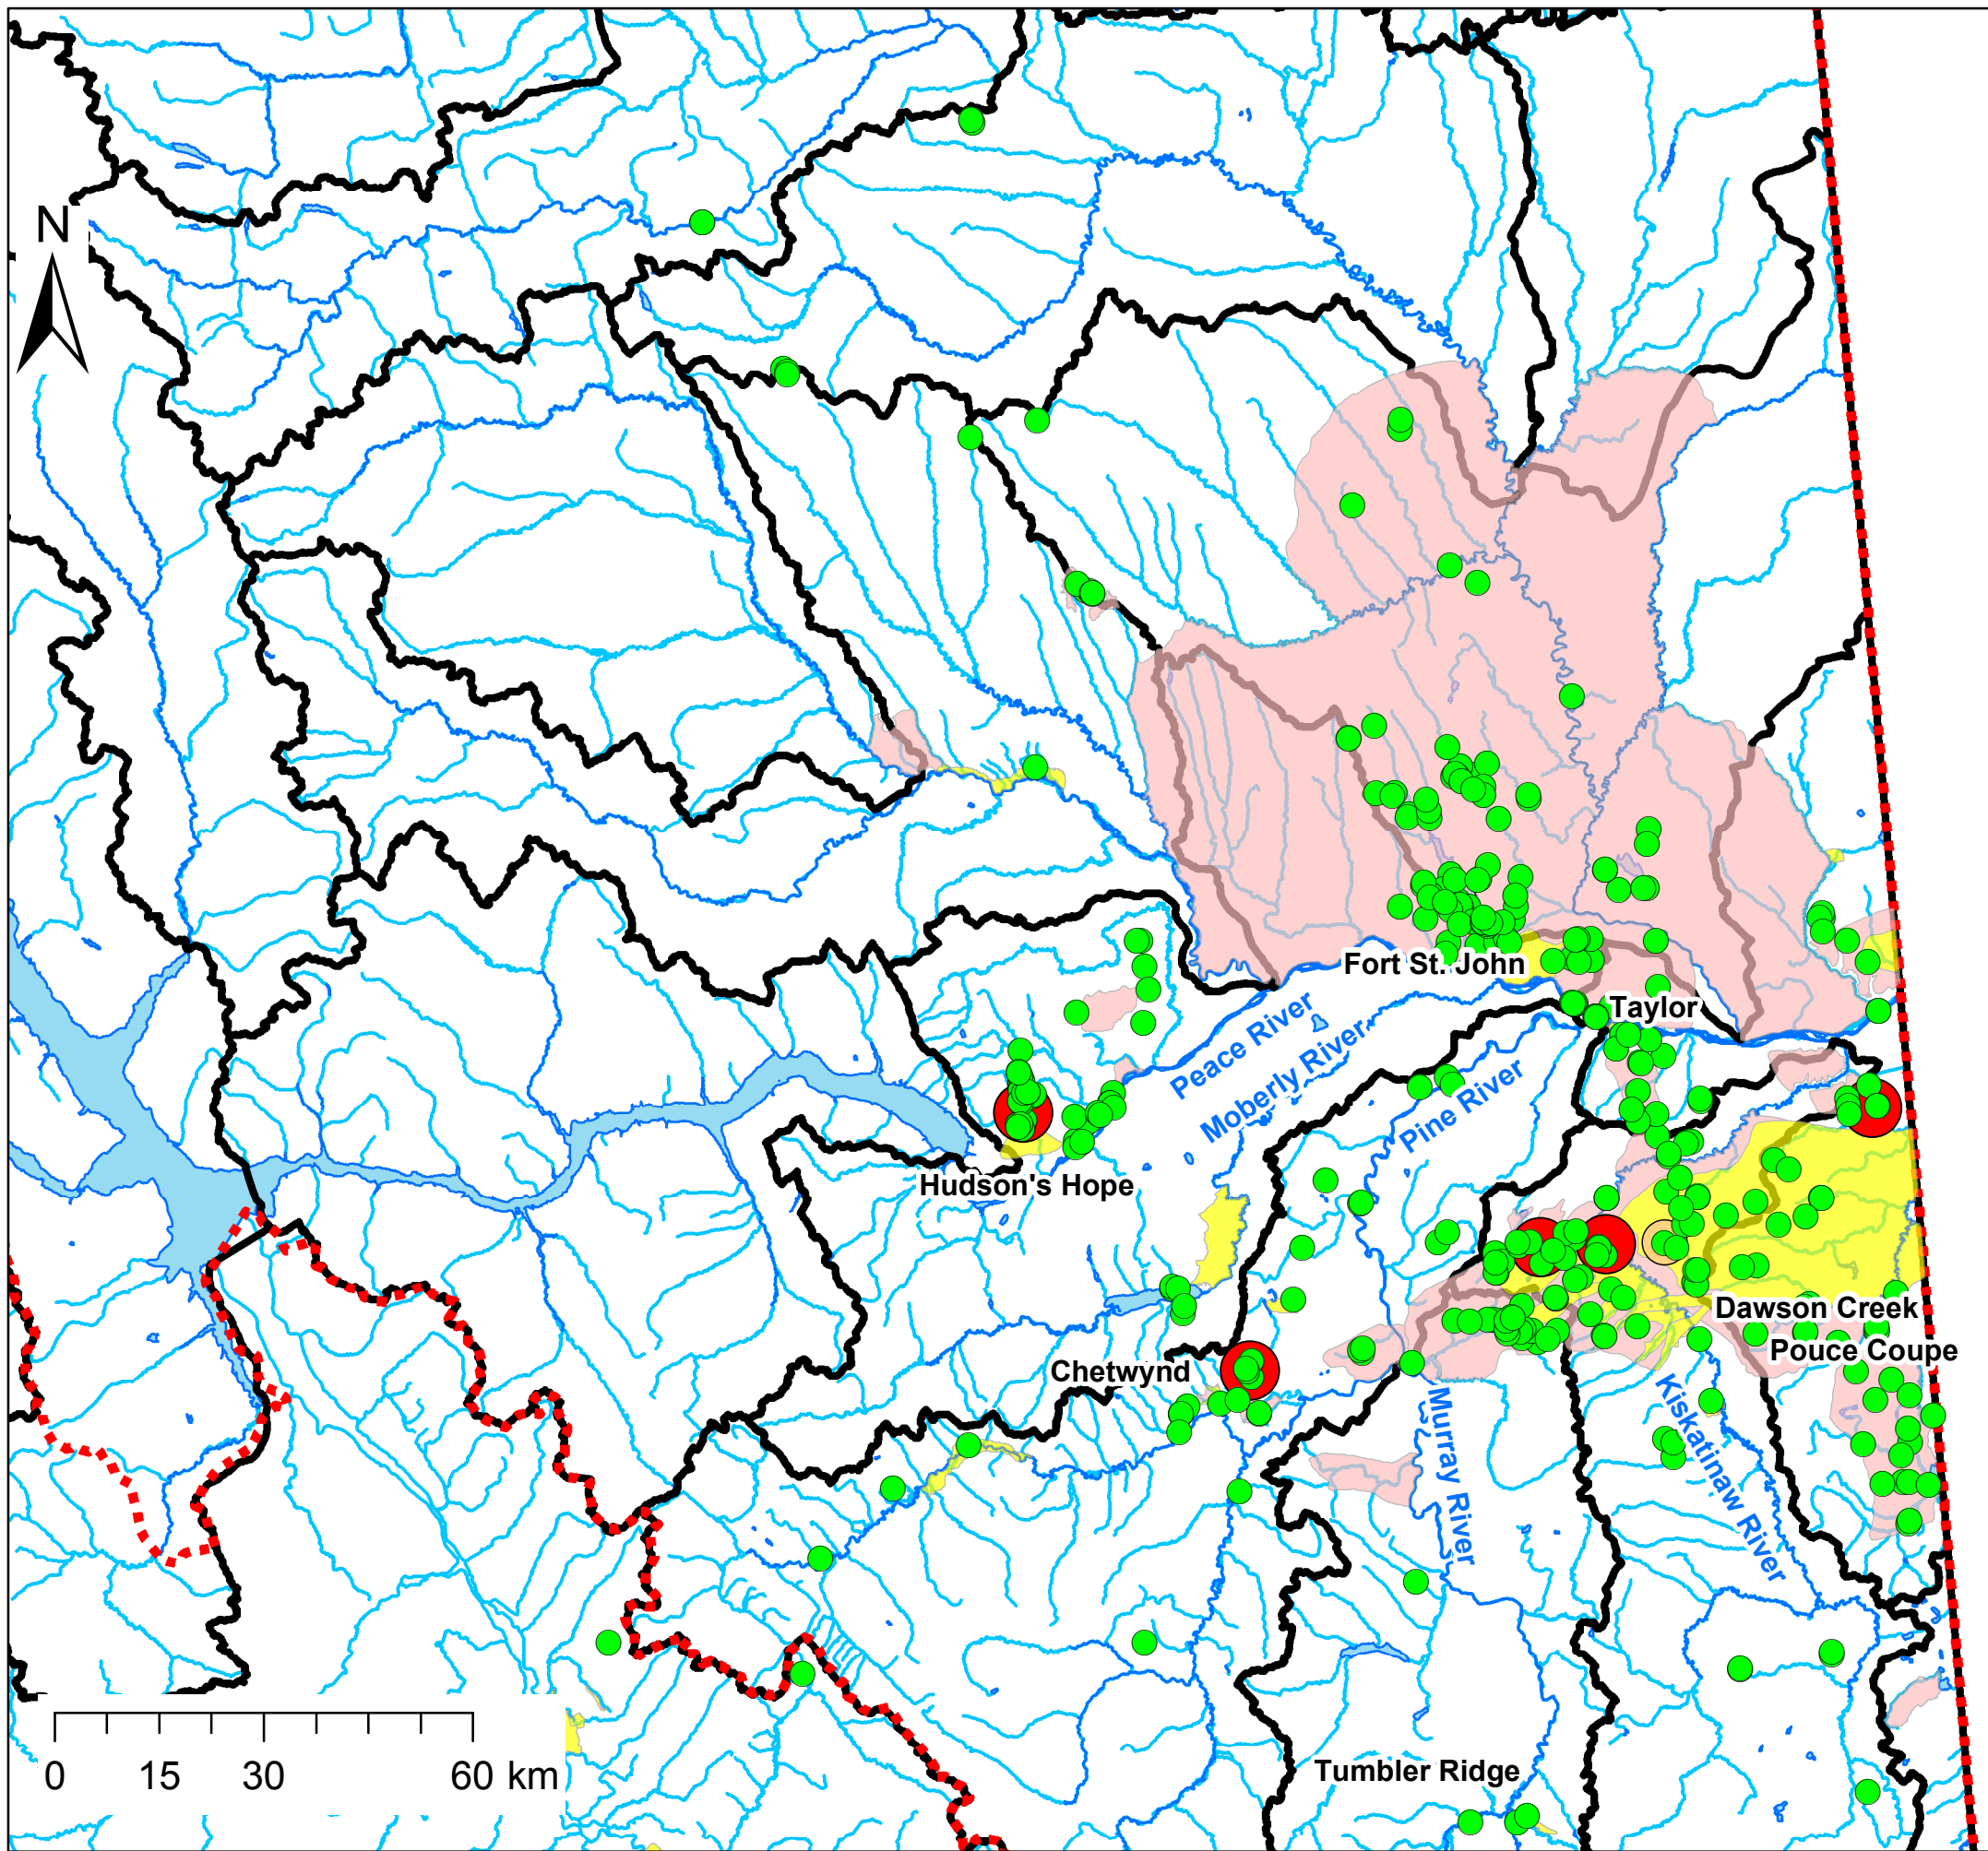 N
Fort St. John
Taylor
Peace River
Moberly River
Pine River
Hudson's Hope
Dawson Creek
Pouce Coupe
Chetwynd
Murray River
Kiskatinaw River
Tumbler Ridge
0 15 30 60 km